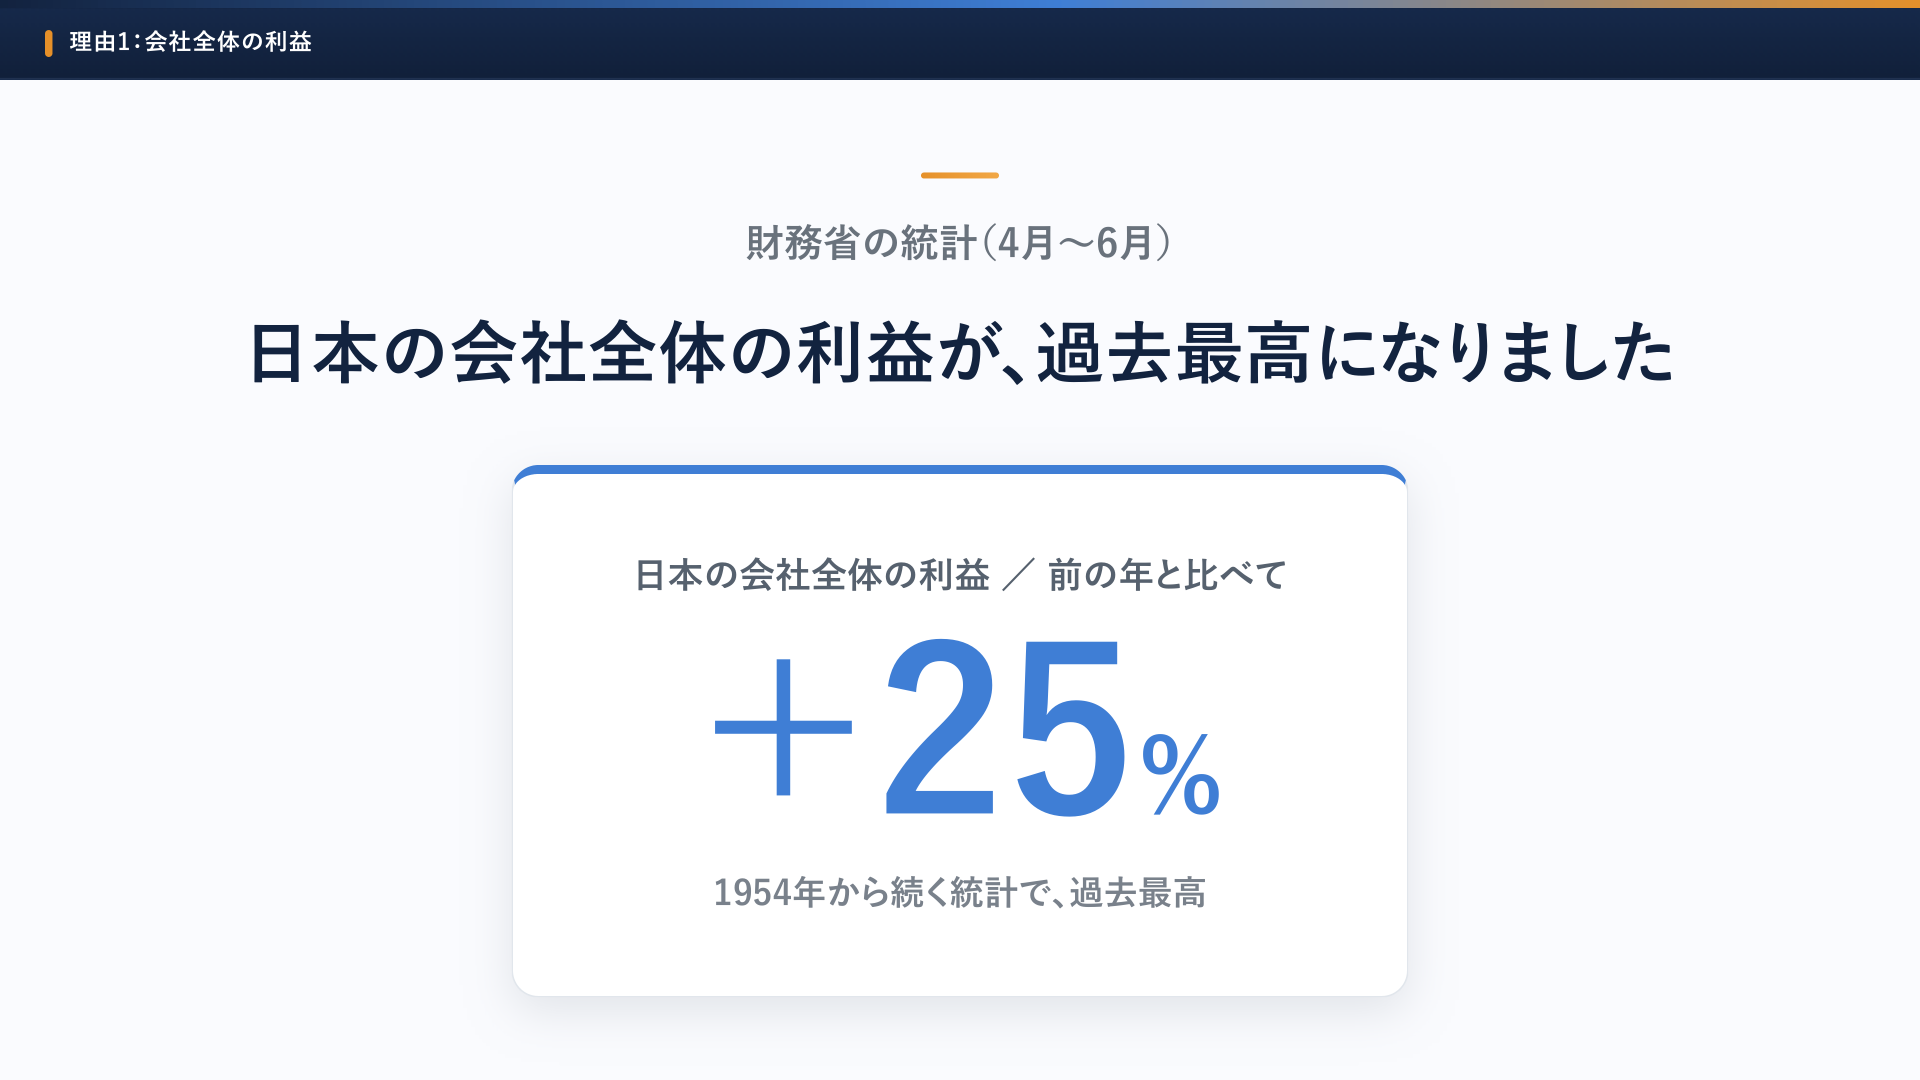 理由1：会社全体の利益
財務省の統計（4月〜6月）
日本の会社全体の利益が、過去最高になりました
日本の会社全体の利益 ／ 前の年と比べて
＋25%
1954年から続く統計で、過去最高